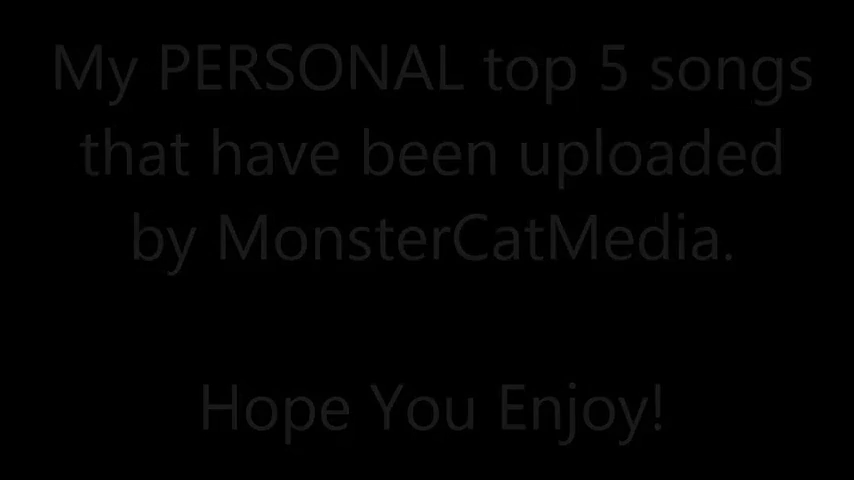 My PERSONAL top 5 songs
that have been uploaded
by MonsterCatMedia.
Hope You Enjoy!